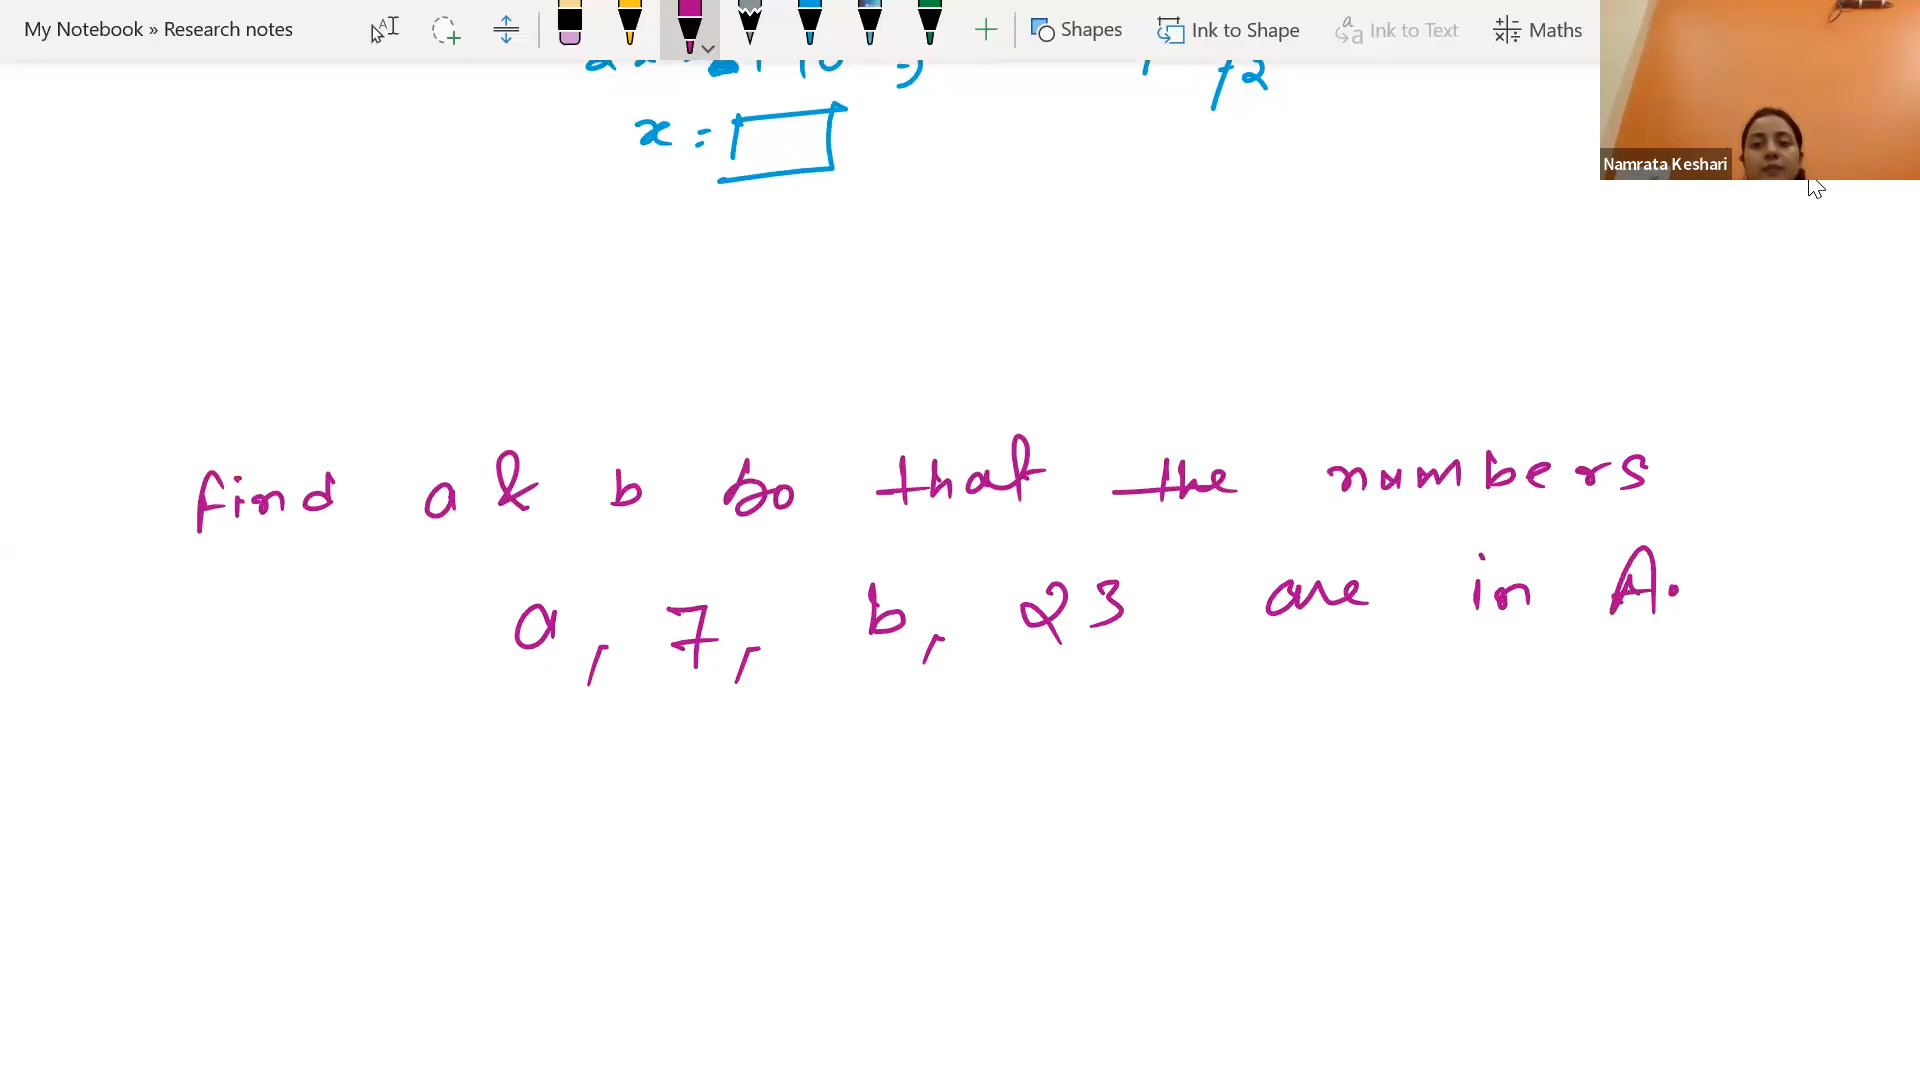 My Notebook » Research notes
Shapes
Ink to Shape
Ink to Text
Maths
Namrata Keshari
x =
find a & b so that the numbers
a, 7, b, 23 are in A.